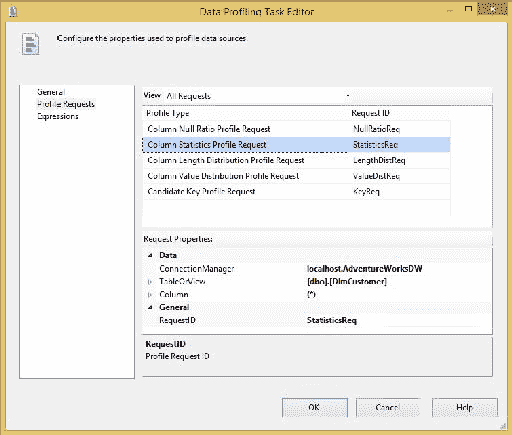 Data Profiling Task Editor
Configure the properties used to profile data sources.
General
Profile Requests
Expressions
View: All Requests
Profile Type Request ID
Column Null Ratio Profile Request NullRatioReq
Column Statistics Profile Request StatisticsReq
Column Length Distribution Profile Request LengthDistReq
Column Value Distribution Profile Request ValueDistReq
Candidate Key Profile Request KeyReq
Request Properties:
Data
ConnectionManager localhost.AdventureWorksDW
TableOrView [dbo].[DimCustomer]
Column (*)
General
RequestID StatisticsReq
RequestID
Profile Request ID
OK Cancel Help